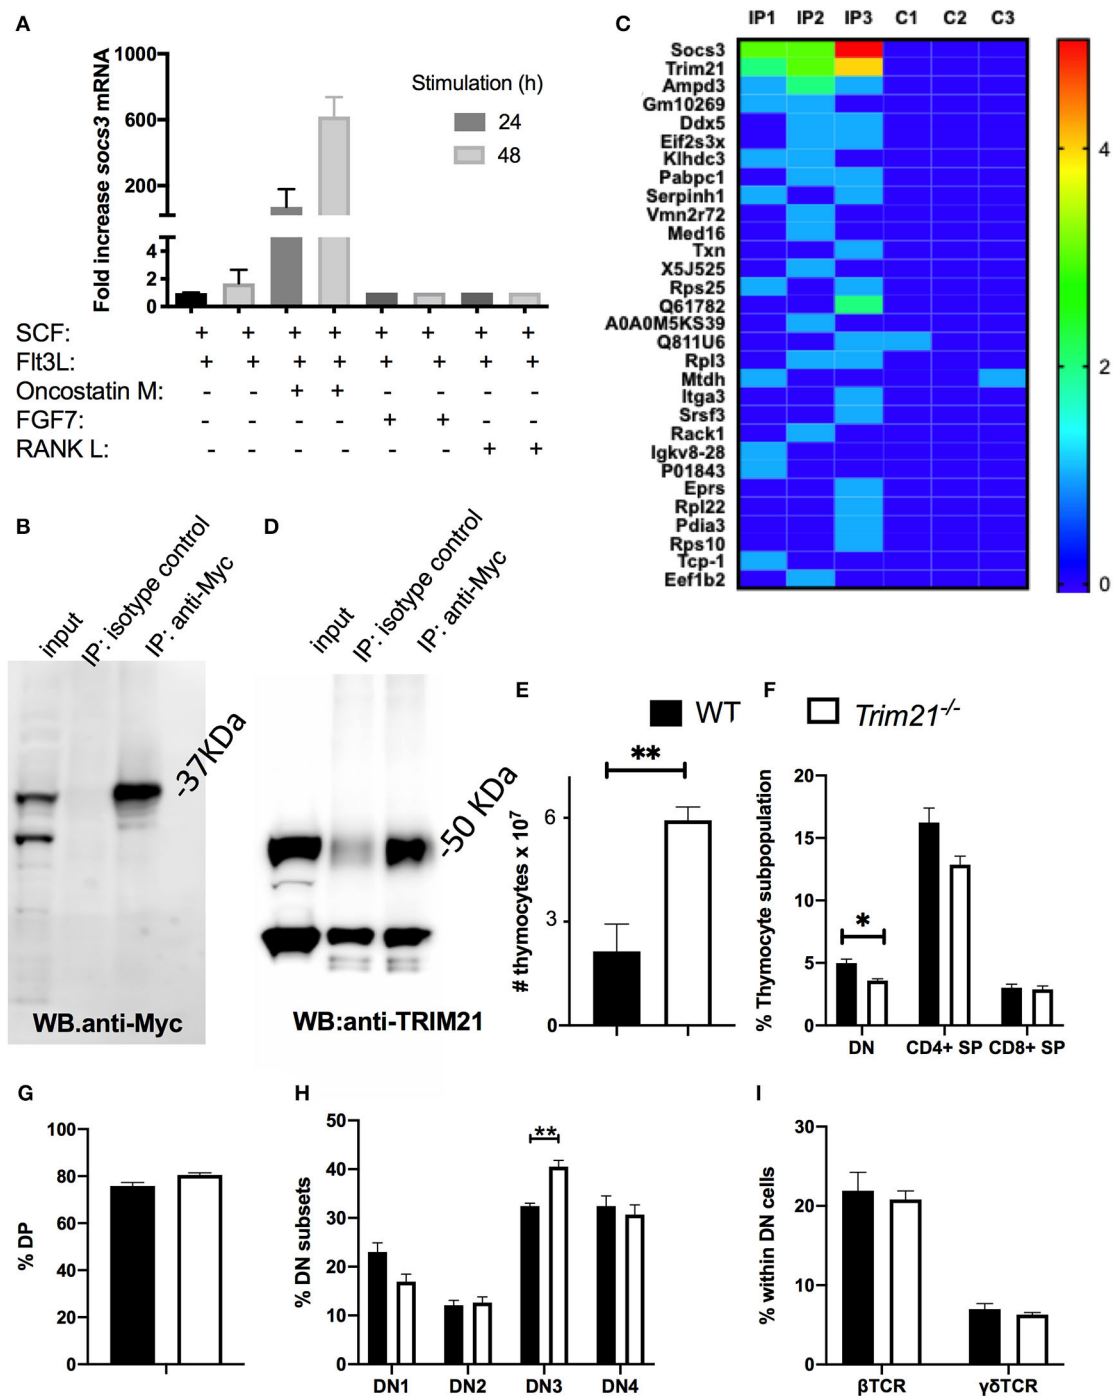 A
1000
600
200
4
2
0
Fold increase socs3 mRNA
Stimulation (h)
24
48
SCF: + + + + + + + +
Flt3L: + + + + + + + +
Oncostatin M: - - + + - - - -
FGF7: - - - - + + - -
RANK L: - - - - - - + +
C
IP1 IP2 IP3 C1 C2 C3
Socs3
Trim21
Ampd3
Gm10269
Ddx5
Eif2s3x
Klhdc3
Pabpc1
Serpinh1
Vmn2r72
Med16
Txn
X5J525
Rps25
Q61782
A0A0M5KS39
Q811U6
Rpl3
Mtdh
Itga3
Srsf3
Rack1
Igkv8-28
P01843
Eprs
Rpl22
Pdia3
Rps10
Tcp-1
Eef1b2
4
2
0
B
input
IP: isotype control
IP: anti-Myc
-37KDa
WB.anti-Myc
D
input
IP: isotype control
IP: anti-Myc
-50 KDa
WB:anti-TRIM21
E
WT
Trim21-/-
**
6
3
0
# thymocytes x 10⁷
F
20
15
10
5
0
% Thymocyte subpopulation
*
DN CD4+ SP CD8+ SP
G
100
80
60
40
20
0
% DP
H
50
40
30
20
10
0
% DN subsets
**
DN1 DN2 DN3 DN4
I
30
20
10
0
% within DN cells
βTCR γδTCR